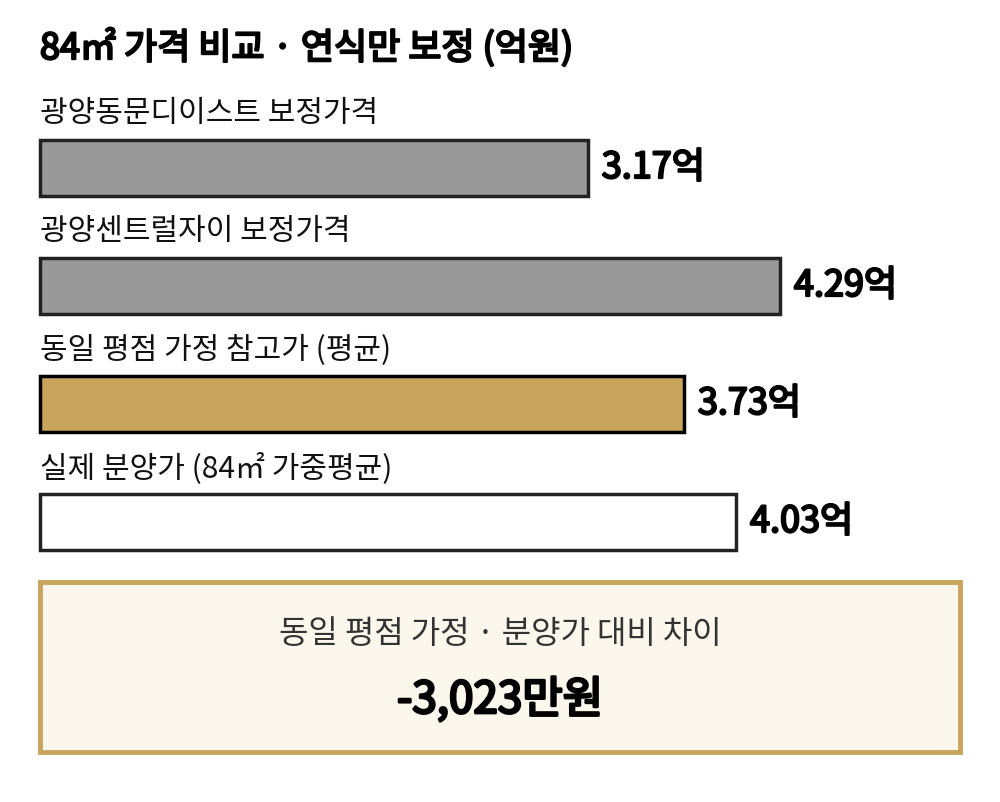 84㎡ 가격 비교 · 연식만 보정 (억원)
광양동문디이스트 보정가격
3.17억
광양센트럴자이 보정가격
4.29억
동일 평점 가정 참고가 (평균)
3.73억
실제 분양가 (84㎡ 가중평균)
4.03억
동일 평점 가정 · 분양가 대비 차이
-3,023만원